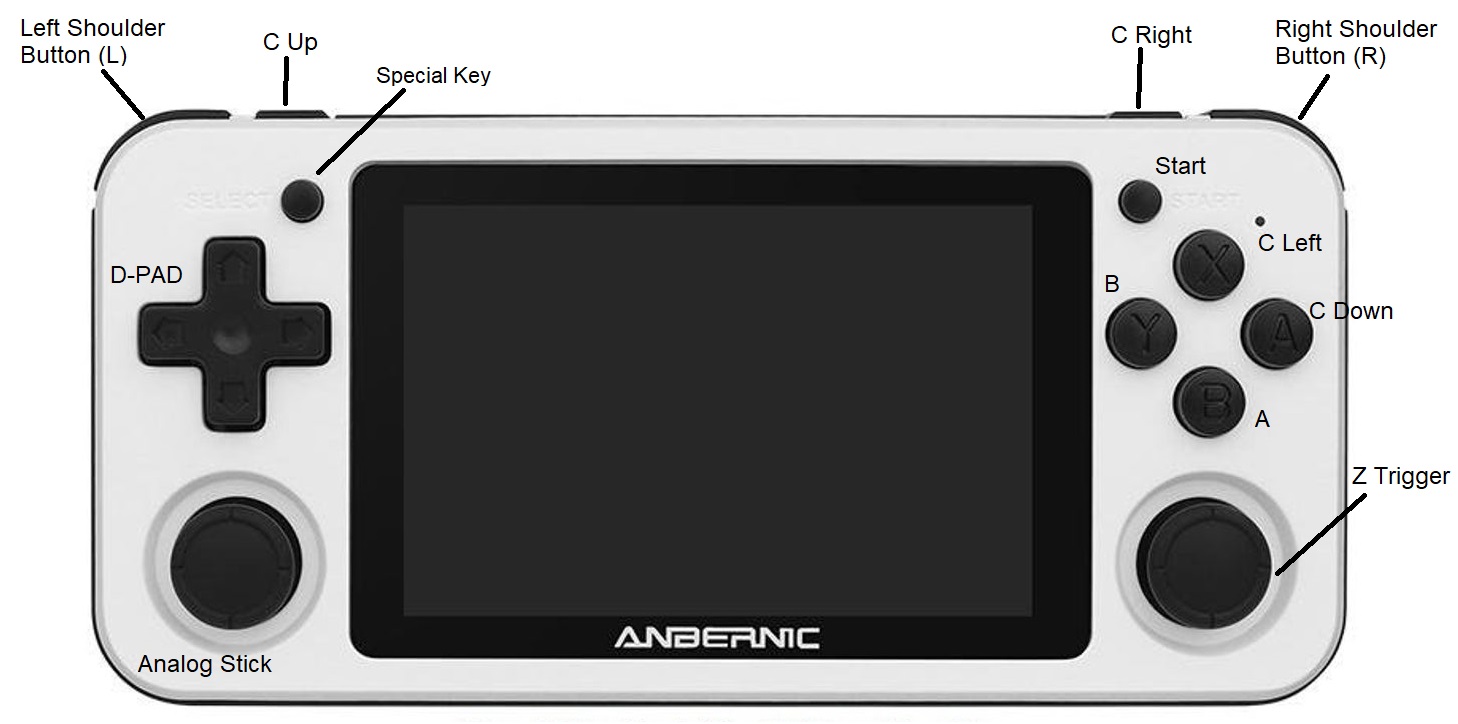 Left Shoulder
Button (L)
C Up
Special Key
C Right
Right Shoulder
Button (R)
SELECT
Start
START
C Left
X
D-PAD
B
Y
C Down
A
B
A
Z Trigger
ANBERNIC
Analog Stick